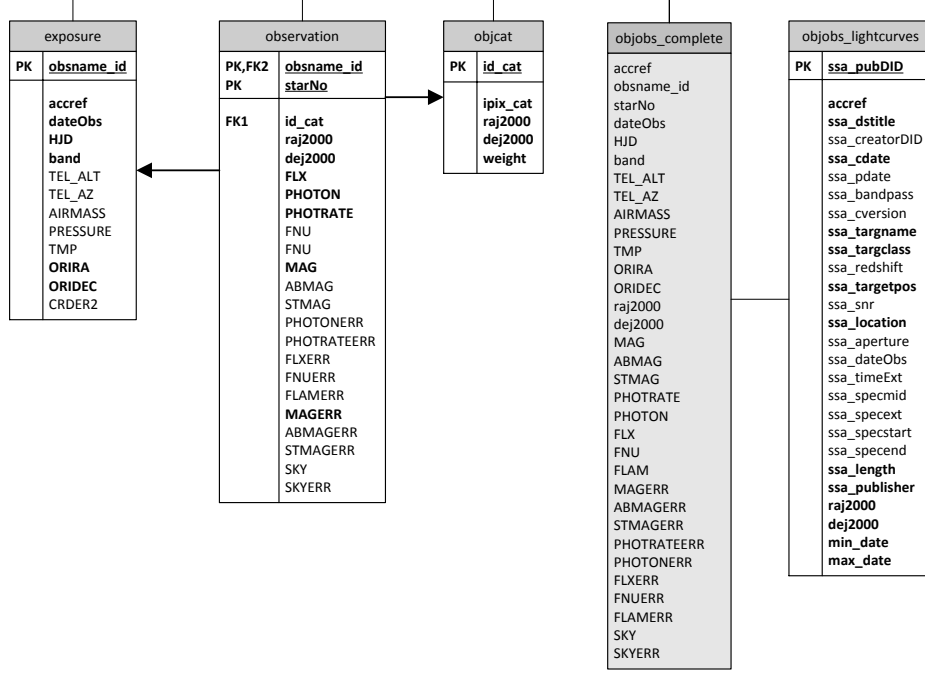 exposure
PK obsname_id
accref
dateObs
HJD
band
TEL_ALT
TEL_AZ
AIRMASS
PRESSURE
TMP
ORIRA
ORIDEC
CRDER2
observation
PK,FK2 obsname_id
PK starNo
FK1 id_cat
raj2000
dej2000
FLX
PHOTON
PHOTRATE
FNU
FNU
MAG
ABMAG
STMAG
PHOTONERR
PHOTRATEERR
FLXERR
FNUERR
FLAMERR
MAGERR
ABMAGERR
STMAGERR
SKY
SKYERR
objcat
PK id_cat
ipix_cat
raj2000
dej2000
weight
objobs_complete
accref
obsname_id
starNo
dateObs
HJD
band
TEL_ALT
TEL_AZ
AIRMASS
PRESSURE
TMP
ORIRA
ORIDEC
raj2000
dej2000
MAG
ABMAG
STMAG
PHOTRATE
PHOTON
FLX
FNU
FLAM
MAGERR
ABMAGERR
STMAGERR
PHOTRATEERR
PHOTONERR
FLXERR
FNUERR
FLAMERR
SKY
SKYERR
objobs_lightcurves
PK ssa_pubDID
accref
ssa_dstitle
ssa_creatorDID
ssa_cdate
ssa_pdate
ssa_bandpass
ssa_cversion
ssa_targname
ssa_targclass
ssa_redshift
ssa_targetpos
ssa_snr
ssa_location
ssa_aperture
ssa_dateObs
ssa_timeExt
ssa_specmid
ssa_specext
ssa_specstart
ssa_specend
ssa_length
ssa_publisher
raj2000
dej2000
min_date
max_date